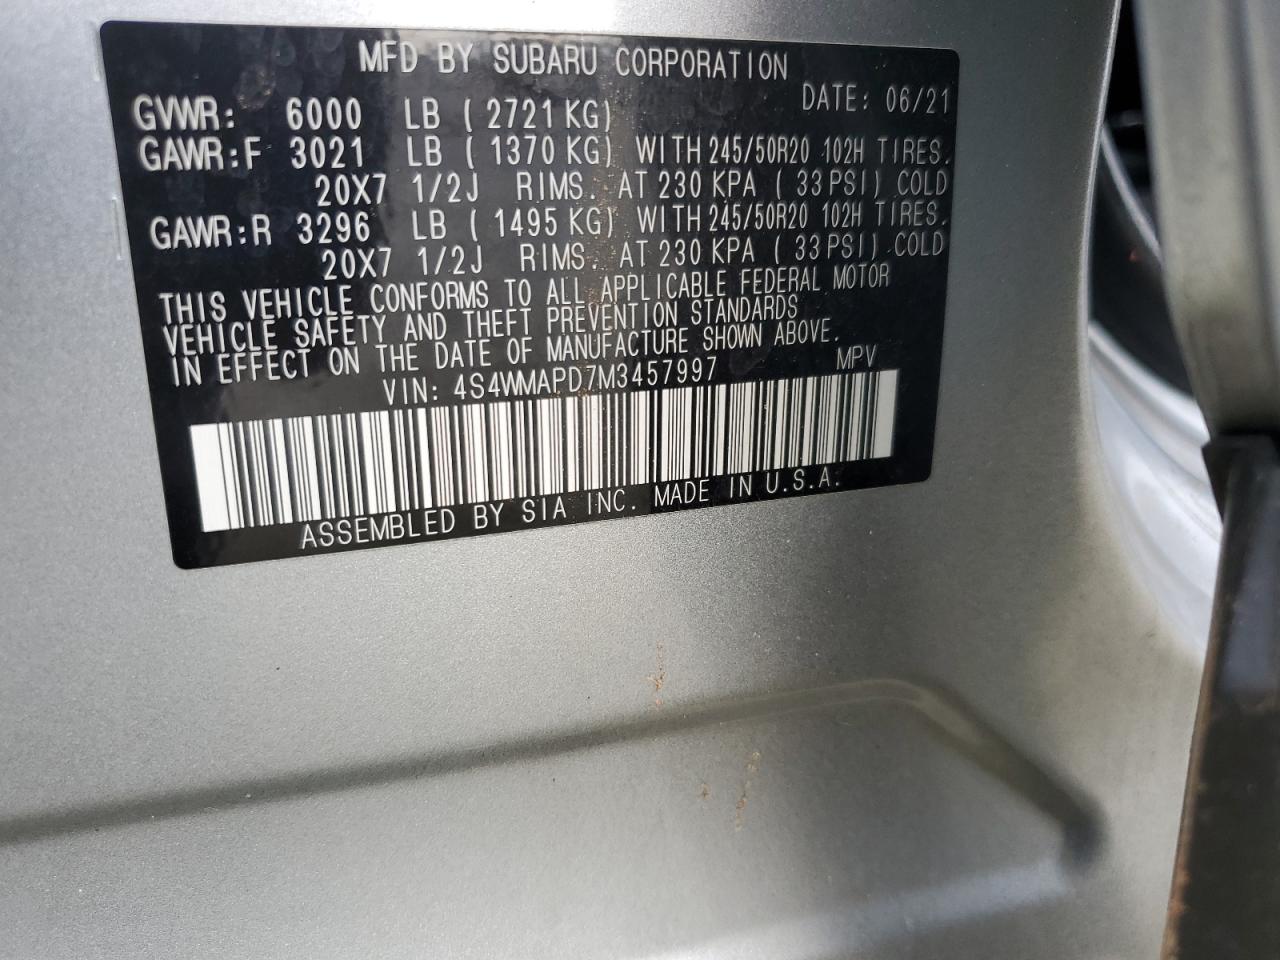 MFD BY SUBARU CORPORATION
DATE: 06/21
GVWR: 6000 LB ( 2721 KG)
GAWR:F 3021 LB ( 1370 KG) WITH 245/50R20 102H TIRES.
20X7 1/2J RIMS. AT 230 KPA ( 33 PSI) COLD
GAWR:R 3296 LB ( 1495 KG) WITH 245/50R20 102H TIRES.
20X7 1/2J RIMS. AT 230 KPA ( 33 PSI) COLD
THIS VEHICLE CONFORMS TO ALL APPLICABLE FEDERAL MOTOR
VEHICLE SAFETY AND THEFT PREVENTION STANDARDS
IN EFFECT ON THE DATE OF MANUFACTURE SHOWN ABOVE.
VIN: 4S4WMAPD7M3457997 MPV
ASSEMBLED BY SIA INC. MADE IN U.S.A.